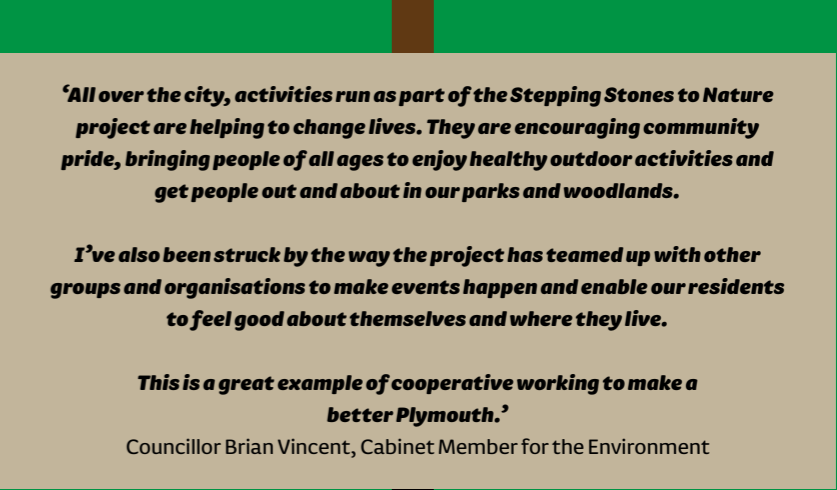 ‘All over the city, activities run as part of the Stepping Stones to Nature
project are helping to change lives. They are encouraging community
pride, bringing people of all ages to enjoy healthy outdoor activities and
get people out and about in our parks and woodlands.
I’ve also been struck by the way the project has teamed up with other
groups and organisations to make events happen and enable our residents
to feel good about themselves and where they live.
This is a great example of cooperative working to make a
better Plymouth.’
Councillor Brian Vincent, Cabinet Member for the Environment